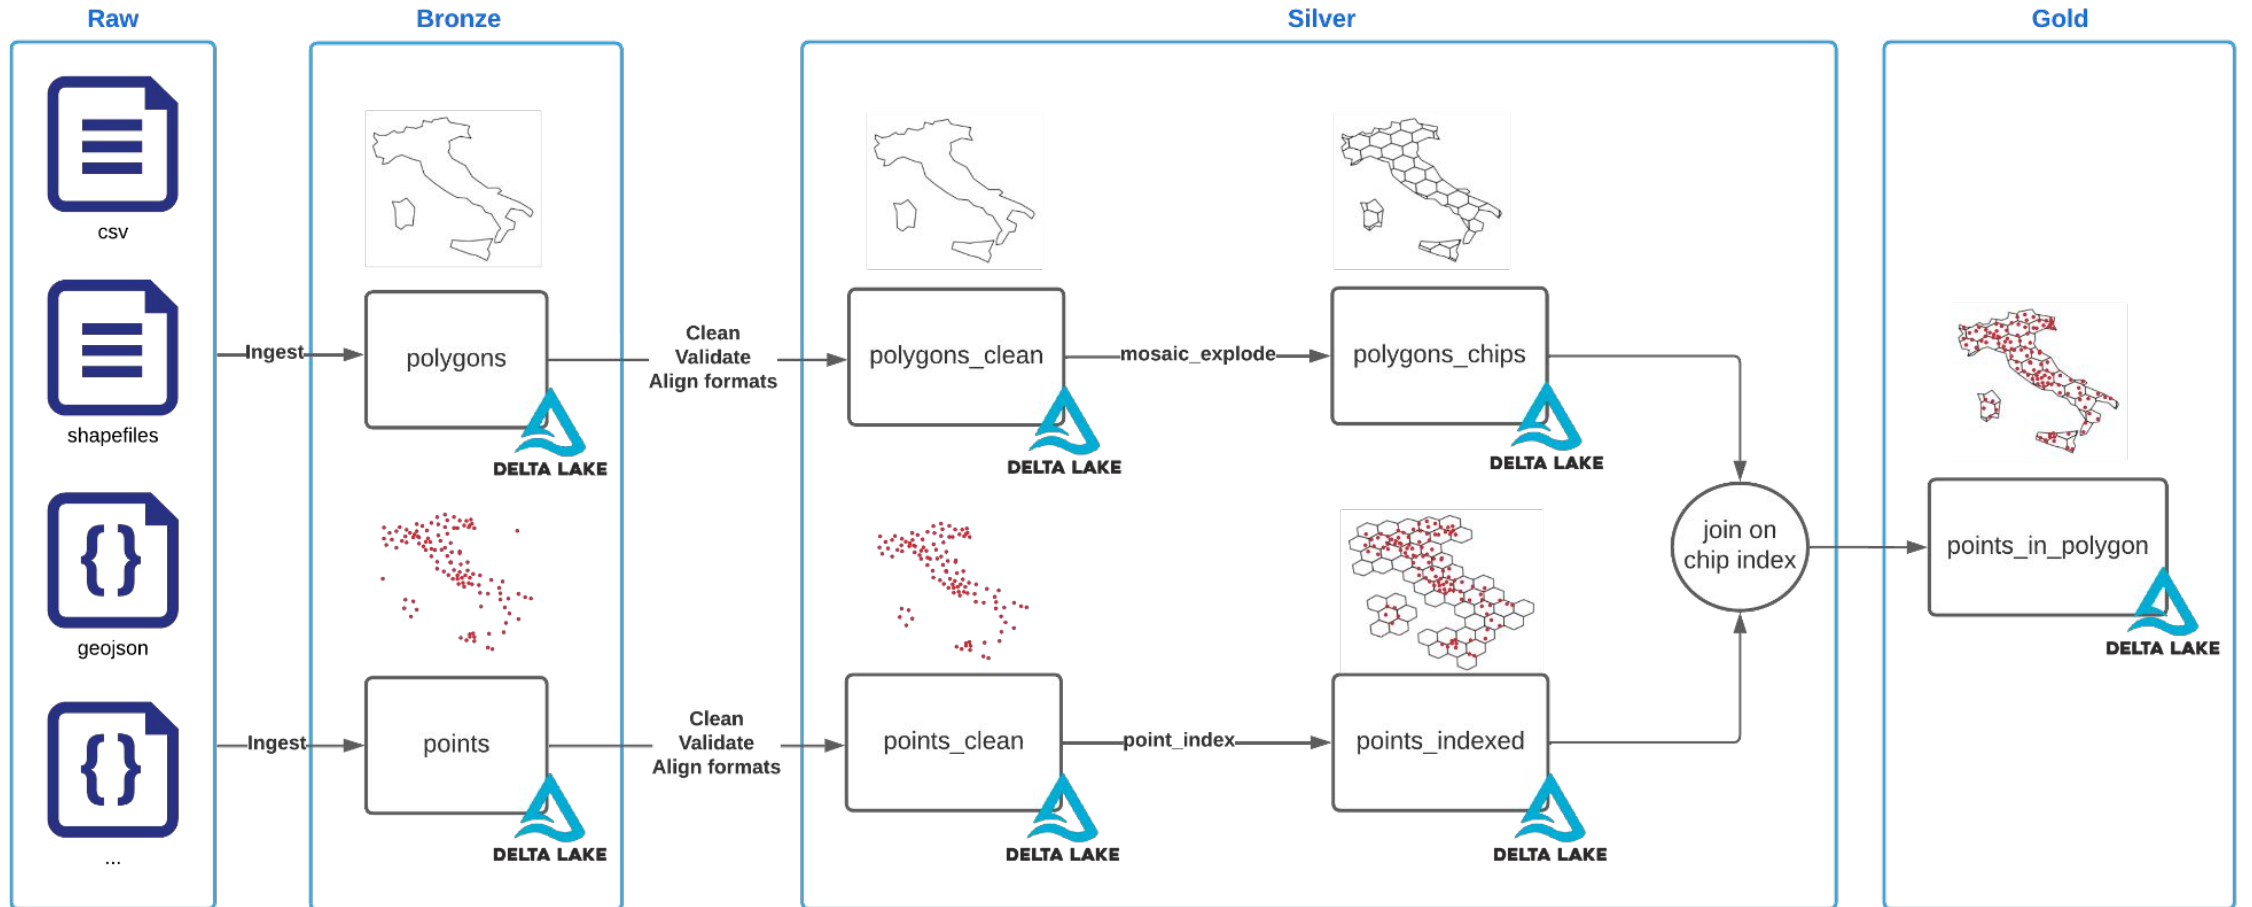 Raw
Bronze
Silver
Gold
csv
shapefiles
{}
geojson
{}
...
Ingest
Ingest
polygons
DELTA LAKE
points
DELTA LAKE
Clean
Validate
Align formats
Clean
Validate
Align formats
polygons_clean
DELTA LAKE
mosaic_explode
polygons_chips
DELTA LAKE
points_clean
DELTA LAKE
point_index
points_indexed
DELTA LAKE
join on
chip index
points_in_polygon
DELTA LAKE